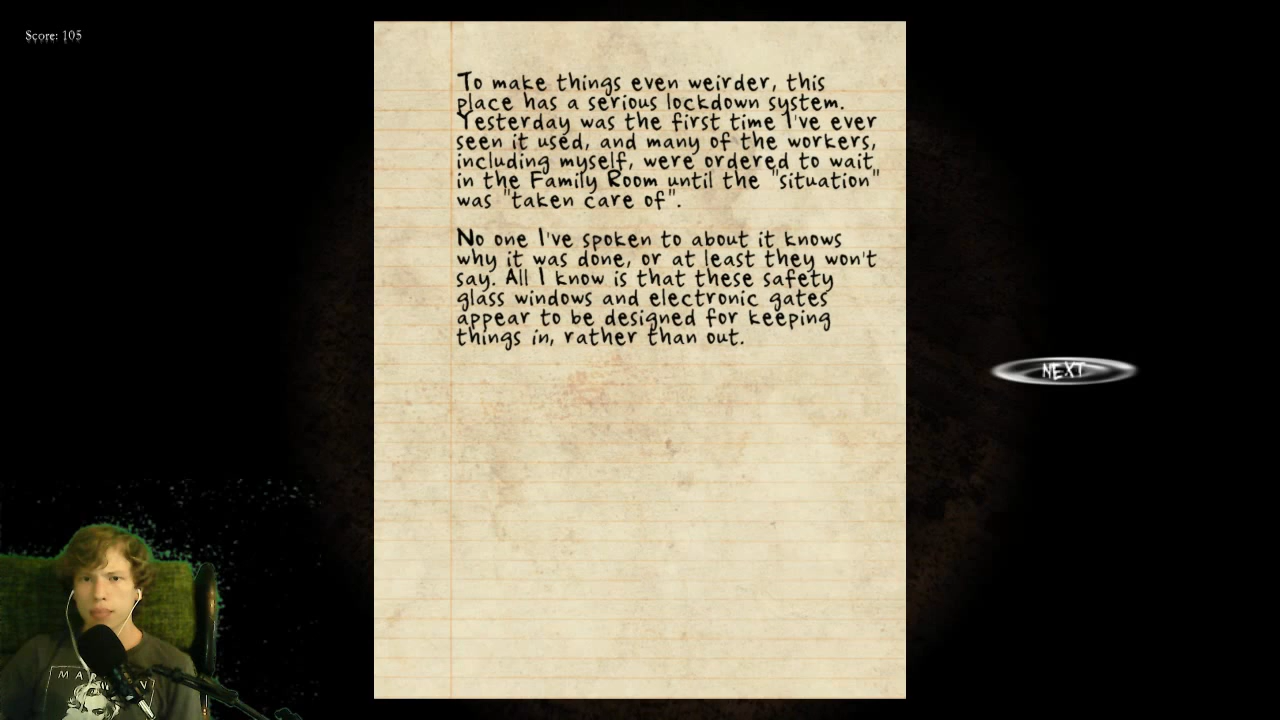 Score: 105
To make things even weirder, this
place has a serious lockdown system.
Yesterday was the first time I've ever
seen it used, and many of the workers,
including myself, were ordered to wait
in the Family Room until the "situation"
was "taken care of".
No one I've spoken to about it knows
why it was done, or at least they won't
say. All I know is that these safety
glass windows and electronic gates
appear to be designed for keeping
things in, rather than out.
NEXT